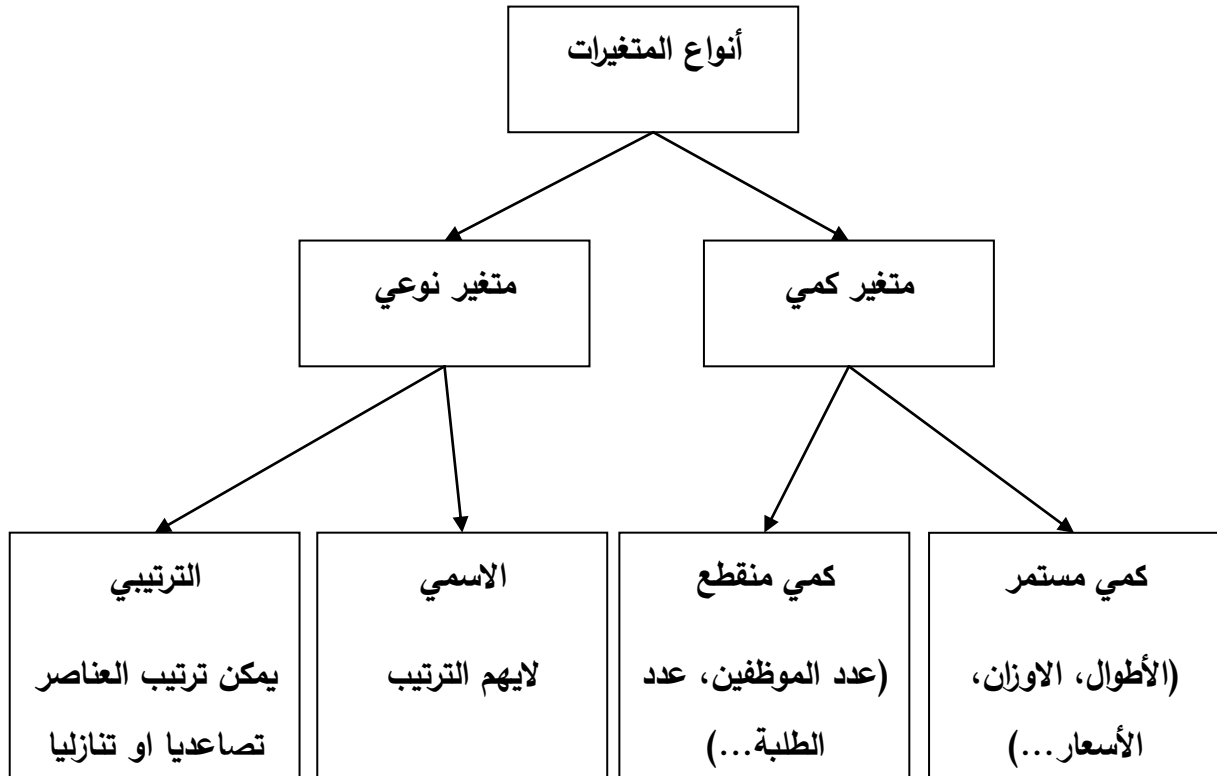 أنواع المتغيرات
متغير كمي
متغير نوعي
كمي مستمر
(الأطوال، الاوزان،
الأسعار...)
كمي منقطع
(عدد الموظفين، عدد
الطلبة...)
الاسمي
لايهم الترتيب
الترتيبي
يمكن ترتيب العناصر
تصاعديا او تنازليا